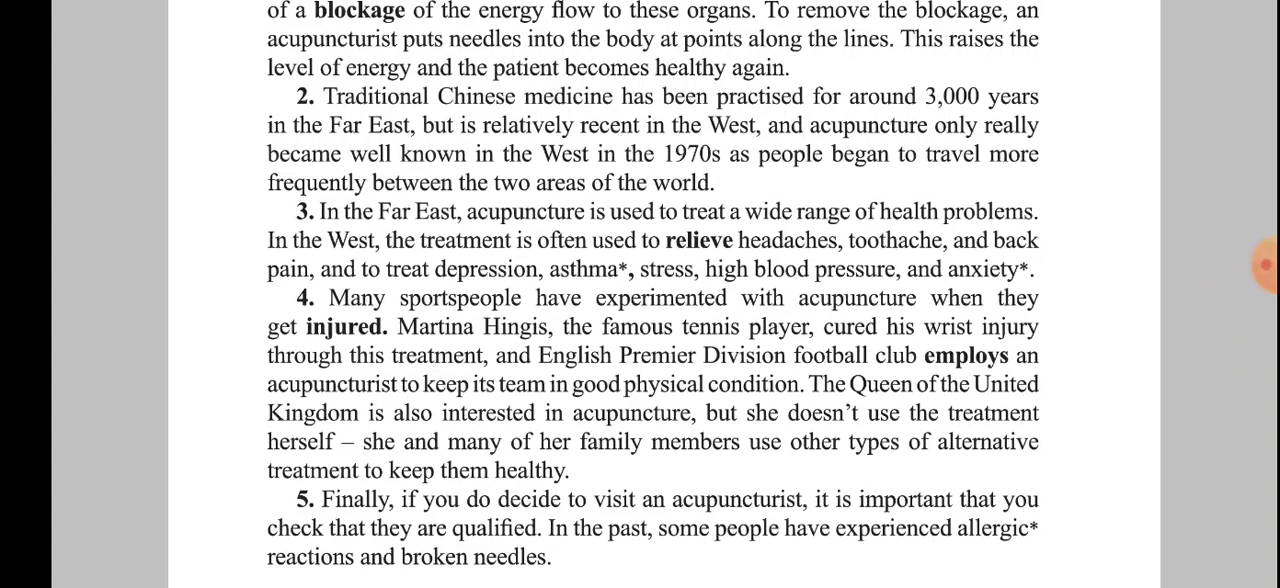 of a blockage of the energy flow to these organs. To remove the blockage, an
acupuncturist puts needles into the body at points along the lines. This raises the
level of energy and the patient becomes healthy again.
2. Traditional Chinese medicine has been practised for around 3,000 years
in the Far East, but is relatively recent in the West, and acupuncture only really
became well known in the West in the 1970s as people began to travel more
frequently between the two areas of the world.
3. In the Far East, acupuncture is used to treat a wide range of health problems.
In the West, the treatment is often used to relieve headaches, toothache, and back
pain, and to treat depression, asthma*, stress, high blood pressure, and anxiety*.
4. Many sportspeople have experimented with acupuncture when they
get injured. Martina Hingis, the famous tennis player, cured his wrist injury
through this treatment, and English Premier Division football club employs an
acupuncturist to keep its team in good physical condition. The Queen of the United
Kingdom is also interested in acupuncture, but she doesn’t use the treatment
herself – she and many of her family members use other types of alternative
treatment to keep them healthy.
5. Finally, if you do decide to visit an acupuncturist, it is important that you
check that they are qualified. In the past, some people have experienced allergic*
reactions and broken needles.